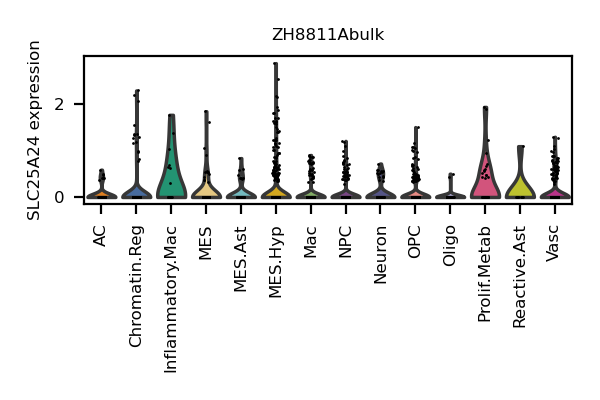 ZH8811Abulk
SLC25A24 expression
2
0
AC
Chromatin.Reg
Inflammatory.Mac
MES
MES.Ast
MES.Hyp
Mac
NPC
Neuron
OPC
Oligo
Prolif.Metab
Reactive.Ast
Vasc